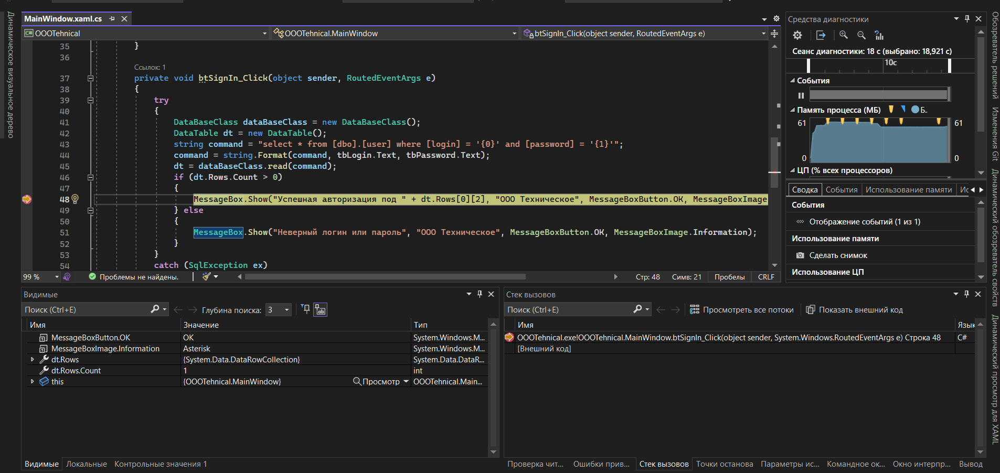 MainWindow.xaml.cs
OOOTehnical
OOOTehnical.MainWindow
btSignIn_Click(object sender, RoutedEventArgs e)
35 }
36
Ссылок: 1
37 private void btSignIn_Click(object sender, RoutedEventArgs e)
38 {
39 try
40 {
41 DataBaseClass dataBaseClass = new DataBaseClass();
42 DataTable dt = new DataTable();
43 string command = "select * from [dbo].[user] where [login] = '{0}' and [password] = '{1}'";
44 command = string.Format(command, tbLogin.Text, tbPassword.Text);
45 dt = dataBaseClass.read(command);
46 if (dt.Rows.Count > 0)
47 {
48 MessageBox.Show("Успешная авторизация под " + dt.Rows[0][2], "ООО Техническое", MessageBoxButton.OK, MessageBoxImage
49 } else
50 {
51 MessageBox.Show("Неверный логин или пароль", "ООО Техническое", MessageBoxButton.OK, MessageBoxImage.Information);
52 }
53 }
54 catch (SqlException ex)
99 %
Проблемы не найдены.
Стр: 48
Симв: 21
Пробелы
CRLF
Динамическое визуальное дерево
Средства диагностики
Сеанс диагностики: 18 с (выбрано: 18,921 с)
10с
События
Память процесса (МБ)
Б..
61
61
0
0
ЦП (% всех процессоров)
Сводка
События
Использование памяти
Ис
События
Отображение событий (1 из 1)
Использование памяти
Сделать снимок
Использование ЦП
Обозреватель решений
Изменения Git
Динамический обозреватель свойств
Динамический просмотр для XAML
Видимые
Поиск (Ctrl+E)
Глубина поиска: 3
Имя Значение Тип
MessageBoxButton.OK OK System.Windows.M...
MessageBoxImage.Information Asterisk System.Windows.M...
dt.Rows {System.Data.DataRowCollection} System.Data.DataR...
dt.Rows.Count 1 int
this {OOOTehnical.MainWindow} Просмотр OOOTehnical.Main...
Видимые
Локальные
Контрольные значения 1
Стек вызовов
Поиск (Ctrl+E)
Просмотреть все потоки
Показать внешний код
Имя Язык
OOOTehnical.exe!OOOTehnical.MainWindow.btSignIn_Click(object sender, System.Windows.RoutedEventArgs e) Строка 48 C#
[Внешний код]
Проверка чит...
Ошибки прив...
Стек вызовов
Точки останова
Параметры ис...
Командное ок...
Окно интерпр...
Вывод